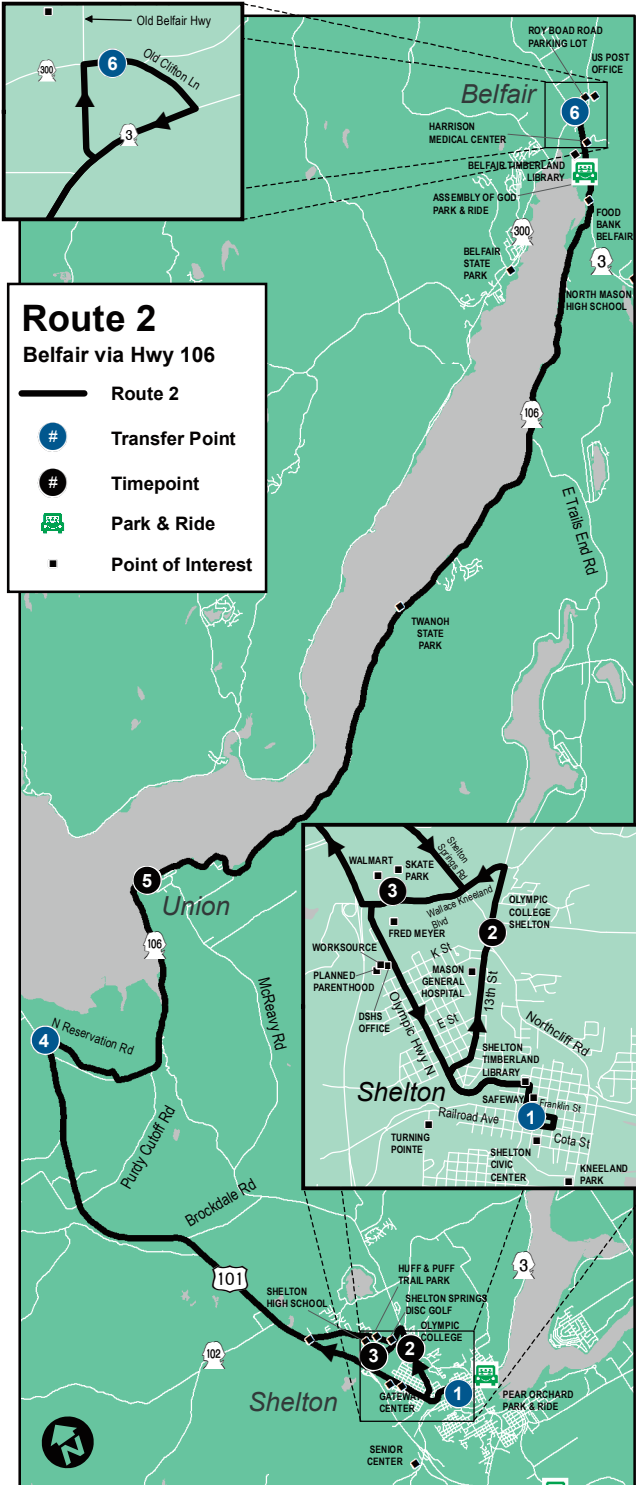 Old Belfair Hwy
Old Clifton Ln
300
6
3
ROY BOAD ROAD
PARKING LOT
US POST
OFFICE
Belfair
6
HARRISON
MEDICAL CENTER
BELFAIR TIMBERLAND
LIBRARY
ASSEMBLY OF GOD
PARK & RIDE
FOOD
BANK
BELFAIR
300
BELFAIR
STATE
PARK
3
NORTH MASON
HIGH SCHOOL
Route 2
Belfair via Hwy 106
Route 2
# Transfer Point
# Timepoint
Park & Ride
Point of Interest
106
E Trails End Rd
TWANOH
STATE
PARK
5
Union
106
McReavy Rd
4
N Reservation Rd
Purdy Cutoff Rd
Brockdale Rd
Shelton
Springs Rd
WALMART
SKATE
PARK
3
Wallace Kneeland
Blvd
OLYMPIC
COLLEGE
SHELTON
2
FRED MEYER
WORKSOURCE
K St
PLANNED
PARENTHOOD
MASON
GENERAL
HOSPITAL
13th St
DSHS
OFFICE
E St
Olympic Hwy N
Northcliff Rd
SHELTON
TIMBERLAND
LIBRARY
Shelton
SAFEWAY
Franklin St
Railroad Ave
1
Cota St
TURNING
POINTE
SHELTON
CIVIC
CENTER
KNEELAND
PARK
101
3
HUFF & PUFF
TRAIL PARK
SHELTON
HIGH SCHOOL
SHELTON SPRINGS
DISC GOLF
OLYMPIC
COLLEGE
102
3
2
Shelton
GATEWAY
CENTER
1
PEAR ORCHARD
PARK & RIDE
SENIOR
CENTER
N